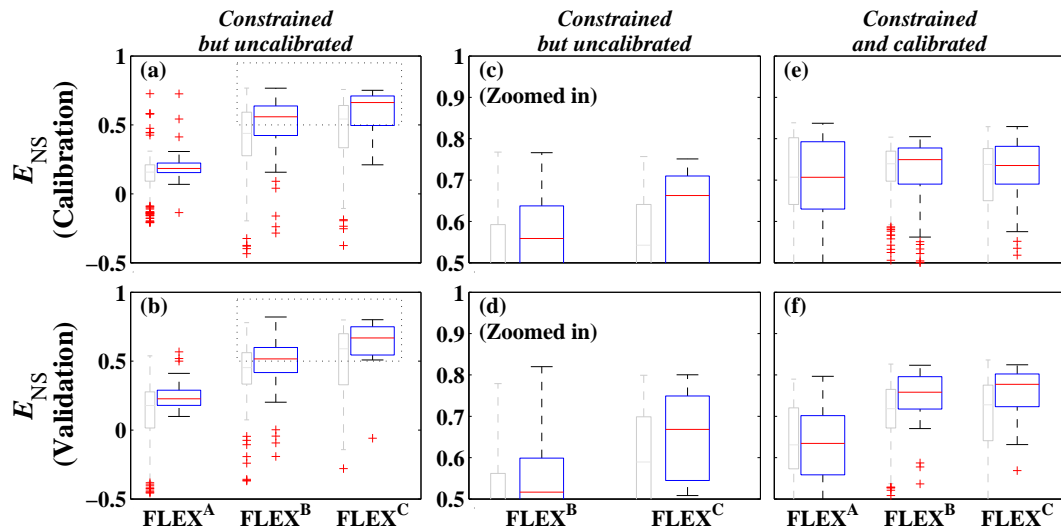 Constrained
but uncalibrated
Constrained
but uncalibrated
Constrained
and calibrated
E_NS
(Calibration)
1
0.5
0
−0.5
(a)
1
0.9
0.8
0.7
0.6
0.5
(c)
(Zoomed in)
(e)
E_NS
(Validation)
1
0.5
0
−0.5
(b)
1
0.9
0.8
0.7
0.6
0.5
(d)
(Zoomed in)
(f)
FLEX^A FLEX^B FLEX^C
FLEX^B FLEX^C
FLEX^A FLEX^B FLEX^C